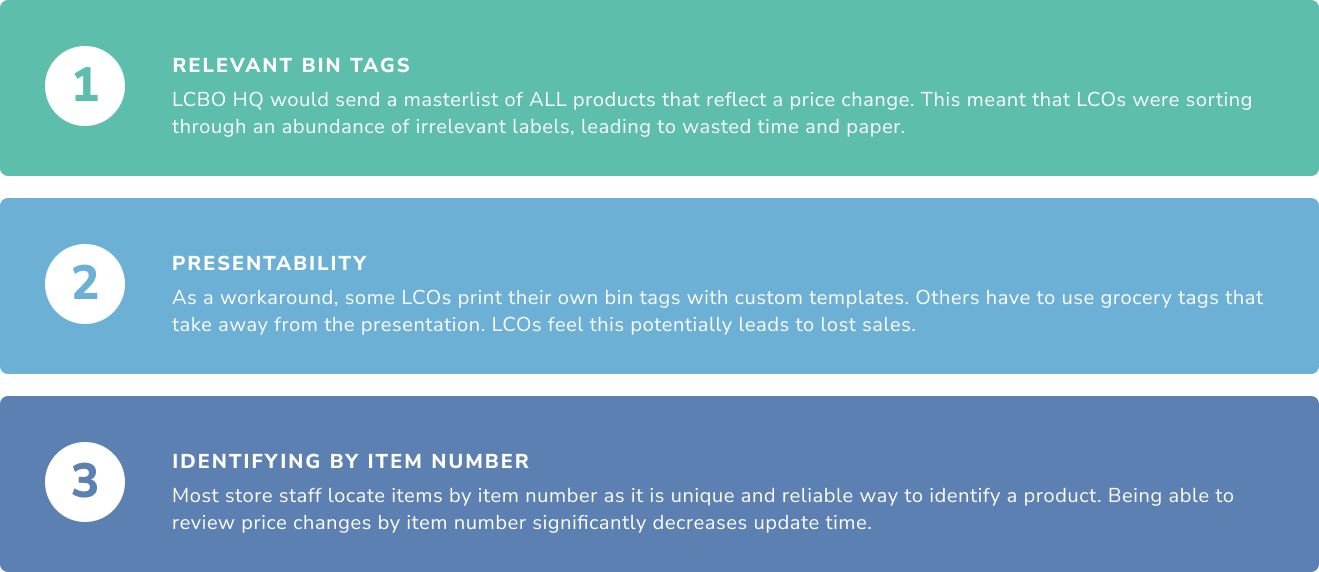 1
RELEVANT BIN TAGS
LCBO HQ would send a masterlist of ALL products that reflect a price change. This meant that LCOs were sorting
through an abundance of irrelevant labels, leading to wasted time and paper.
2
PRESENTABILITY
As a workaround, some LCOs print their own bin tags with custom templates. Others have to use grocery tags that
take away from the presentation. LCOs feel this potentially leads to lost sales.
3
IDENTIFYING BY ITEM NUMBER
Most store staff locate items by item number as it is unique and reliable way to identify a product. Being able to
review price changes by item number significantly decreases update time.